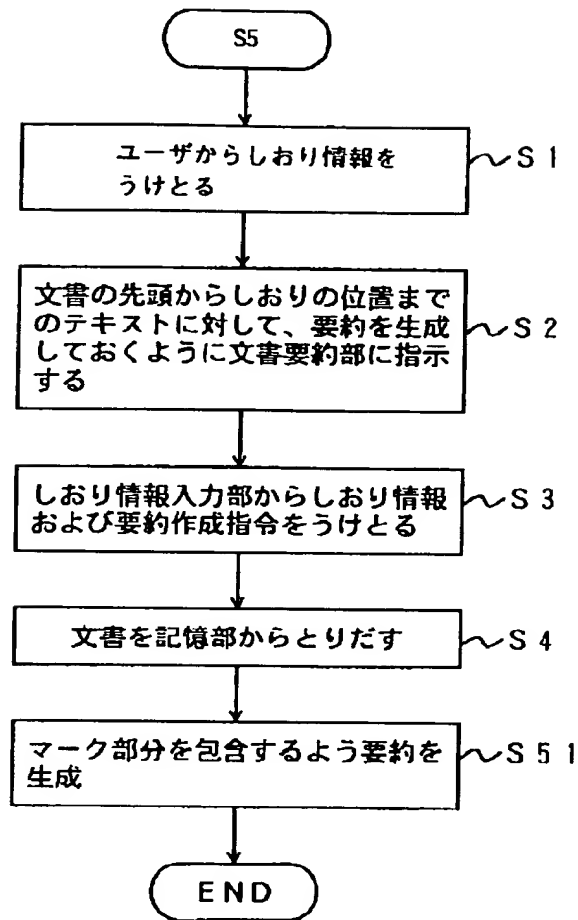 S5
ユーザからしおり情報を
うけとる
～S1
文書の先頭からしおりの位置まで
のテキストに対して、要約を生成
しておくように文書要約部に指示
する
～S2
しおり情報入力部からしおり情報
および要約作成指令をうけとる
～S3
文書を記憶部からとりだす
～S4
マーク部分を包含するよう要約を
生成
～S51
END